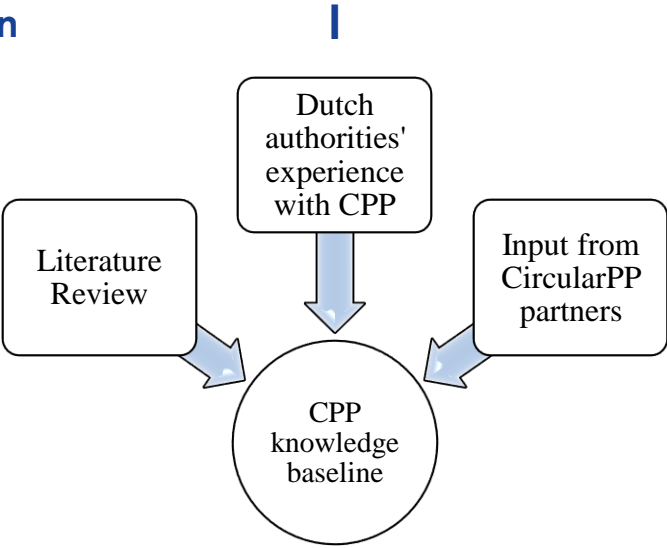 n
l
Dutch
authorities'
experience
with CPP
Literature
Review
Input from
CircularPP
partners
CPP
knowledge
baseline